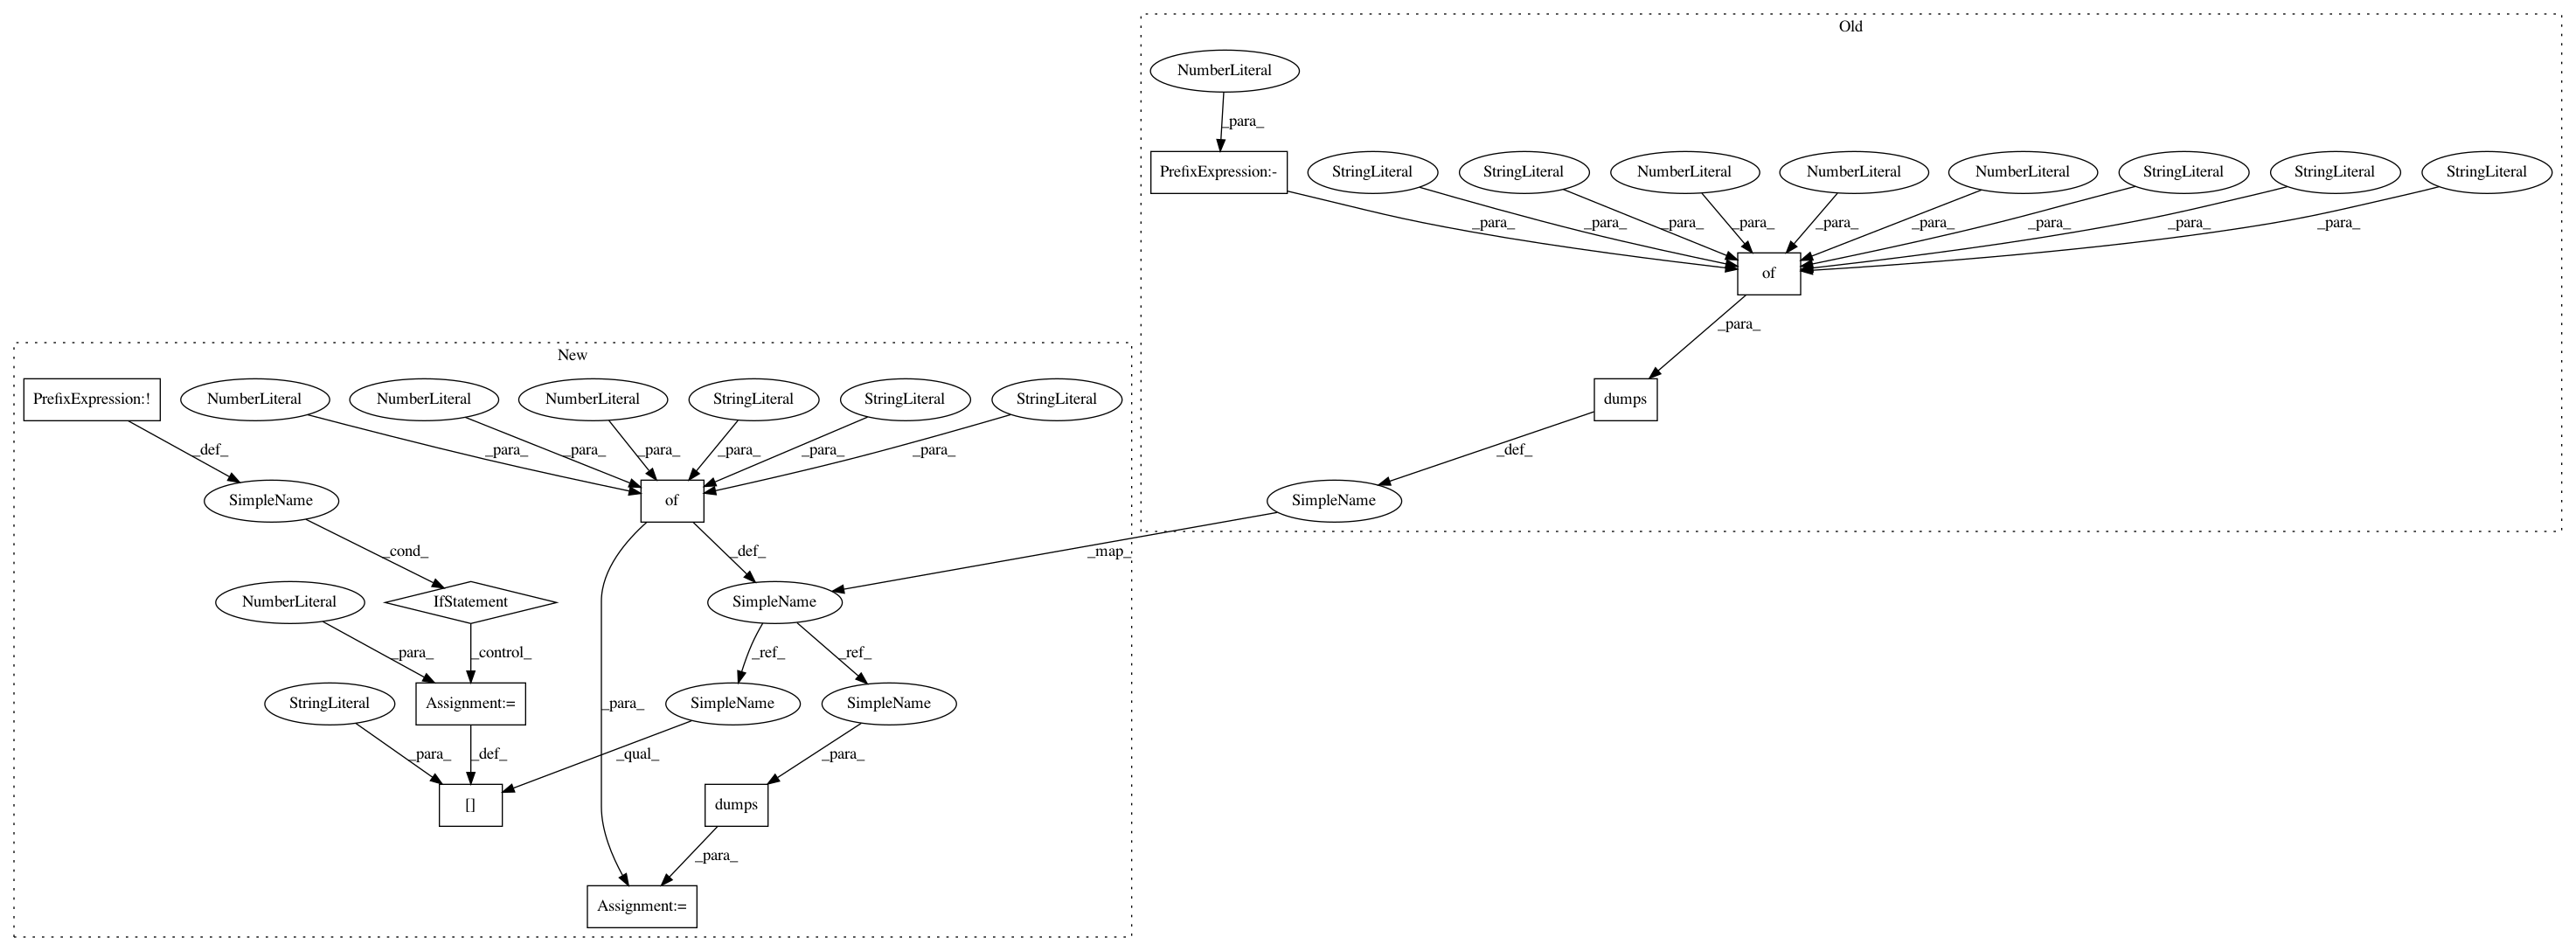 Old
NumberLiteral
_para_
PrefixExpression:-
StringLiteral
StringLiteral
NumberLiteral
NumberLiteral
NumberLiteral
StringLiteral
StringLiteral
StringLiteral
_para_
_para_
_para_
_para_
_para_
_para_
_para_
_para_
_para_
of
_para_
dumps
_def_
SimpleName
_map_
New
PrefixExpression:!
NumberLiteral
NumberLiteral
NumberLiteral
StringLiteral
StringLiteral
StringLiteral
_def_
_para_
_para_
_para_
_para_
_para_
_para_
SimpleName
of
_cond_
_def_
NumberLiteral
IfStatement
SimpleName
_para_
_control_
_ref_
_ref_
StringLiteral
Assignment:=
_para_
SimpleName
SimpleName
_para_
_def_
_qual_
_para_
[]
dumps
_para_
Assignment:=